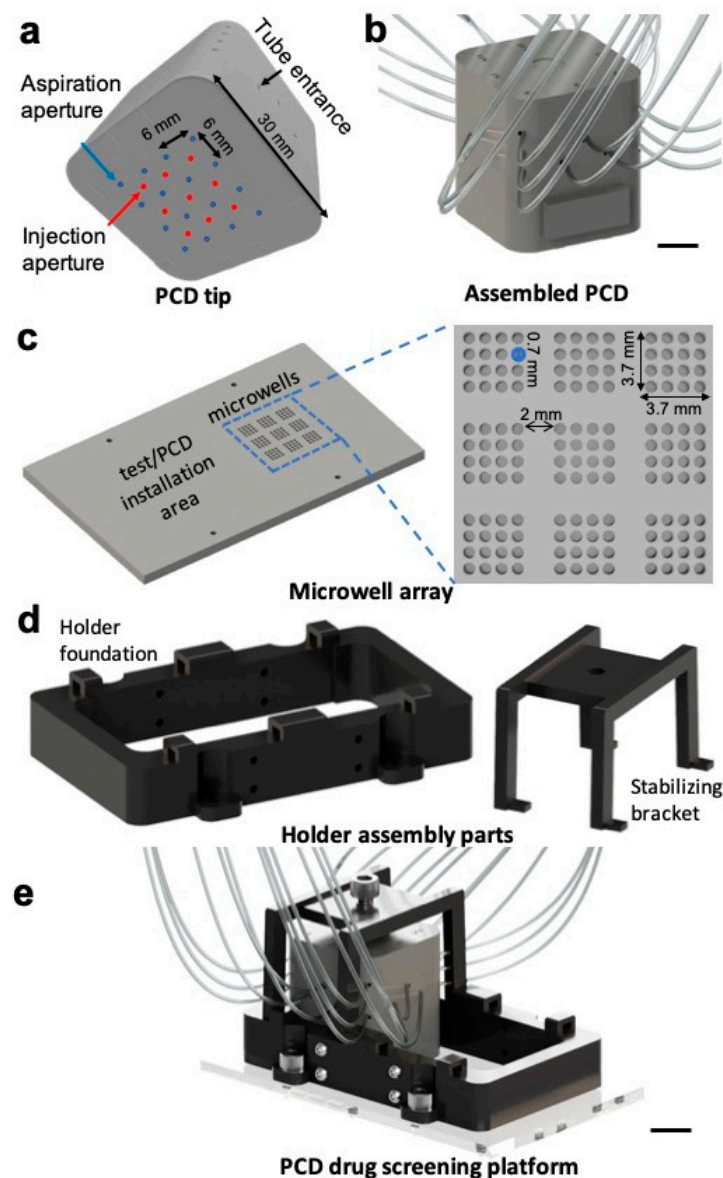 a
Tube entrance
Aspiration
aperture
6 mm
6 mm
30 mm
Injection
aperture
PCD tip
b
Assembled PCD
c
microwells
test/PCD
installation
area
0.7 mm
3.7 mm
3.7 mm
2 mm
Microwell array
d
Holder
foundation
Stabilizing
bracket
Holder assembly parts
e
PCD drug screening platform